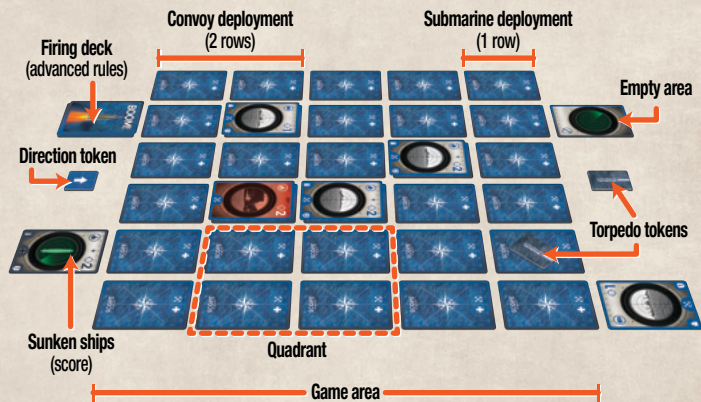 Convoy deployment
(2 rows)
Submarine deployment
(1 row)
Firing deck
(advanced rules)
Empty area
BOOM!
Direction token
Torpedo tokens
Sunken ships
(score)
Quadrant
Game area